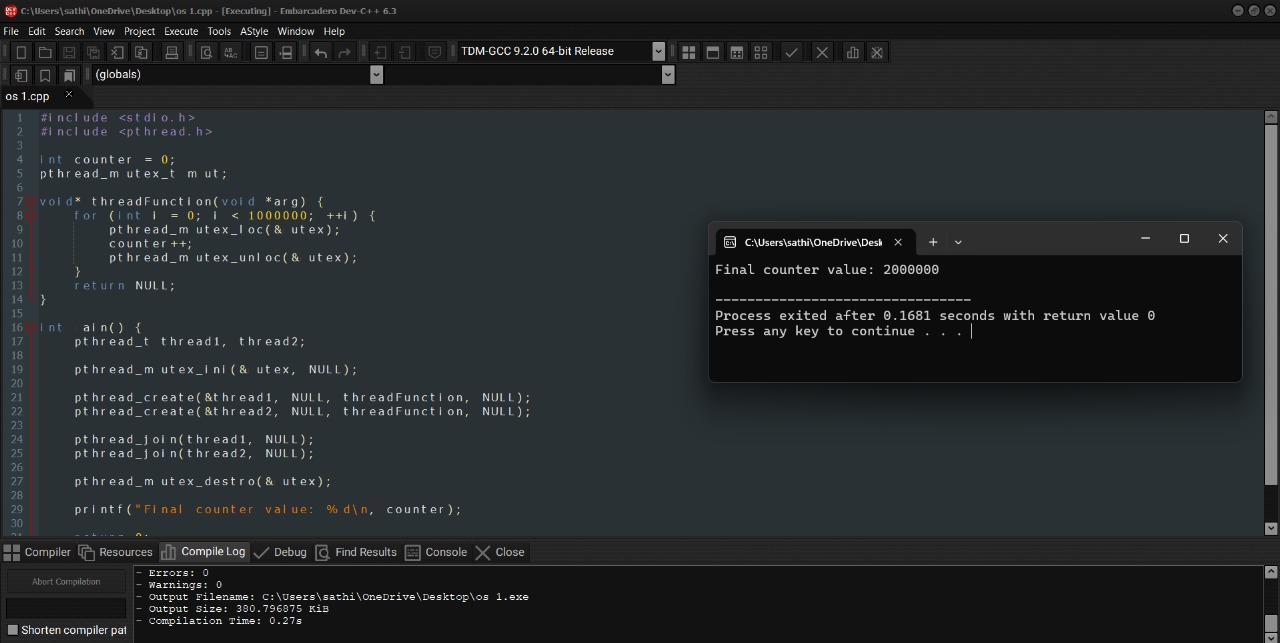 C:\Users\sathi\OneDrive\Desktop\os 1.cpp - [Executing] - Embarcadero Dev-C++ 6.3
File Edit Search View Project Execute Tools AStyle Window Help
TDM-GCC 9.2.0 64-bit Release
(globals)
os 1.cpp
1 #include <stdio.h>
2 #include <pthread.h>
3
4 int counter = 0;
5 pthread_m utex_t m ut;
6
7 void* threadFunction(void *arg) {
8 for (int i = 0; i < 1000000; ++i) {
9 pthread_m utex_loc(& utex);
10 counter++;
11 pthread_m utex_unloc(& utex);
12 }
13 return NULL;
14 }
15
16 int ain() {
17 pthread_t thread1, thread2;
18
19 pthread_m utex_ini(& utex, NULL);
20
21 pthread_create(&thread1, NULL, threadFunction, NULL);
22 pthread_create(&thread2, NULL, threadFunction, NULL);
23
24 pthread_join(thread1, NULL);
25 pthread_join(thread2, NULL);
26
27 pthread_m utex_destro(& utex);
28
29 printf("Final counter value: %d\n, counter);
30
C:\Users\sathi\OneDrive\Desk
Final counter value: 2000000
--------------------------------
Process exited after 0.1681 seconds with return value 0
Press any key to continue . . .
Compiler Resources Compile Log Debug Find Results Console Close
Abort Compilation
Shorten compiler pat
- Errors: 0
- Warnings: 0
- Output Filename: C:\Users\sathi\OneDrive\Desktop\os 1.exe
- Output Size: 380.796875 KiB
- Compilation Time: 0.27s